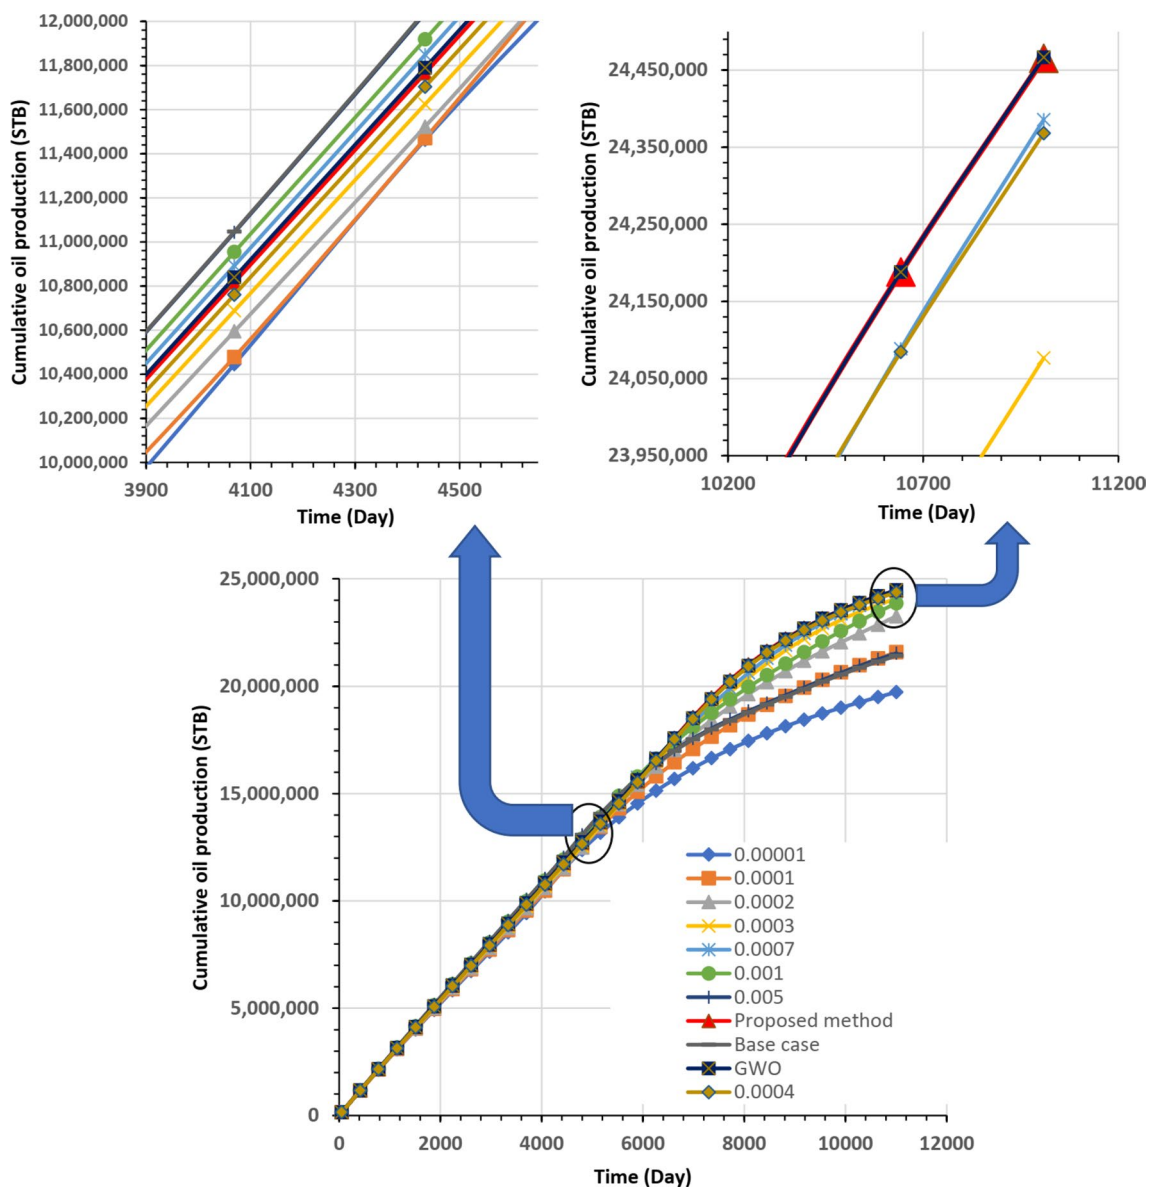 12,000,000
11,800,000
11,600,000
11,400,000
11,200,000
11,000,000
10,800,000
10,600,000
10,400,000
10,200,000
10,000,000
Cumulative oil production (STB)
3900 4100 4300 4500
Time (Day)
24,450,000
24,350,000
24,250,000
24,150,000
24,050,000
23,950,000
Cumulative oil production (STB)
10200 10700 11200
Time (Day)
25,000,000
20,000,000
15,000,000
10,000,000
5,000,000
0
Cumulative oil production (STB)
0.00001
0.0001
0.0002
0.0003
0.0007
0.001
0.005
Proposed method
Base case
GWO
0.0004
0 2000 4000 6000 8000 10000 12000
Time (Day)